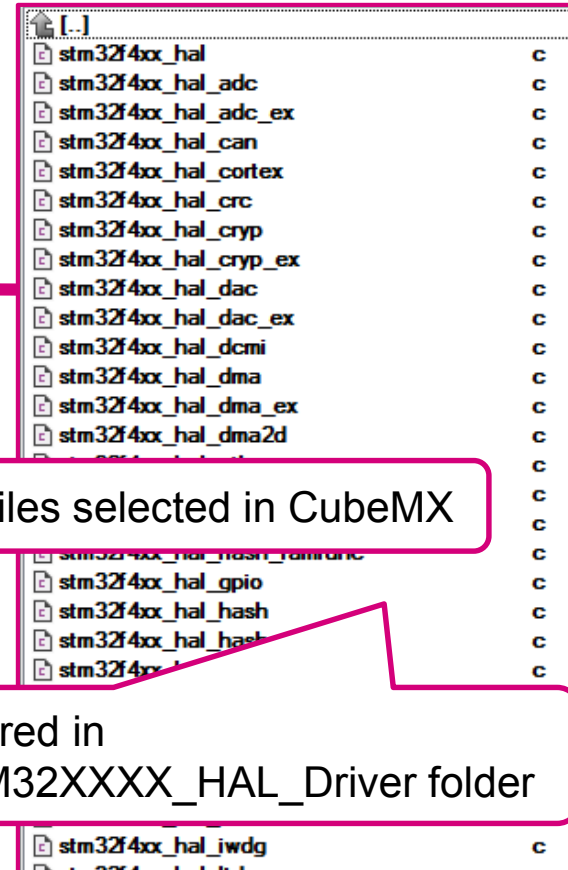 [..]
stm32f4xx_hal c
stm32f4xx_hal_adc c
stm32f4xx_hal_adc_ex c
stm32f4xx_hal_can c
stm32f4xx_hal_cortex c
stm32f4xx_hal_crc c
stm32f4xx_hal_cryp c
stm32f4xx_hal_cryp_ex c
stm32f4xx_hal_dac c
stm32f4xx_hal_dac_ex c
stm32f4xx_hal_dcmi c
stm32f4xx_hal_dma c
stm32f4xx_hal_dma_ex c
stm32f4xx_hal_dma2d c
c
iles selected in CubeMX c
c
c
stm32f4xx_hal_gpio c
stm32f4xx_hal_hash c
c
c
red in
M32XXXX_HAL_Driver folder
stm32f4xx_hal_iwdg c